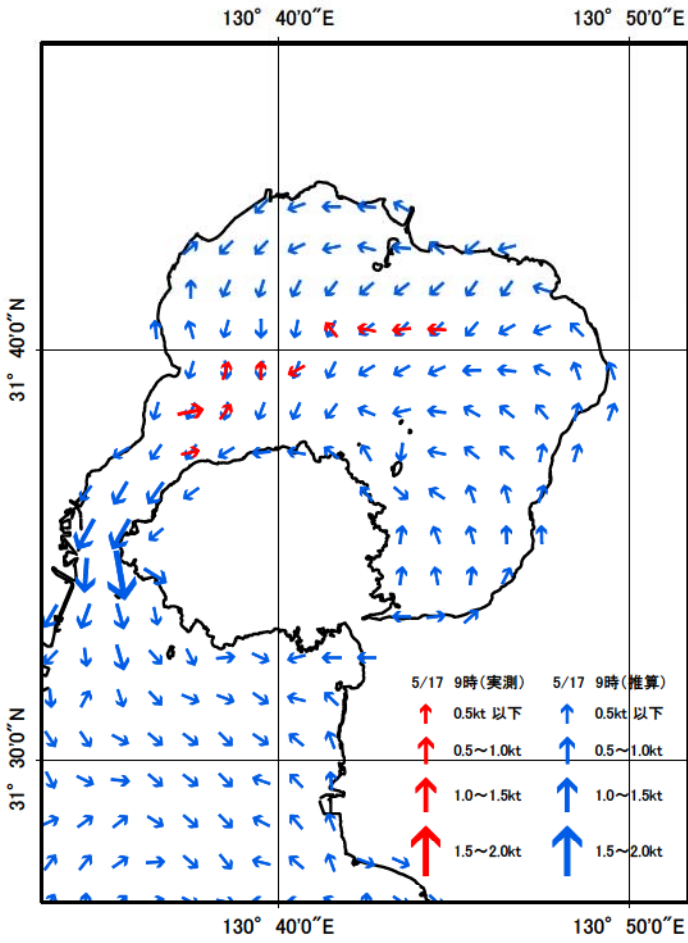 130° 40'0"E 130° 50'0"E
31° 40'0"N
31° 30'0"N
5/17 9時(実測) 5/17 9時(推算)
0.5kt 以下 0.5kt 以下
0.5～1.0kt 0.5～1.0kt
1.0～1.5kt 1.0～1.5kt
1.5～2.0kt 1.5～2.0kt
130° 40'0"E 130° 50'0"E